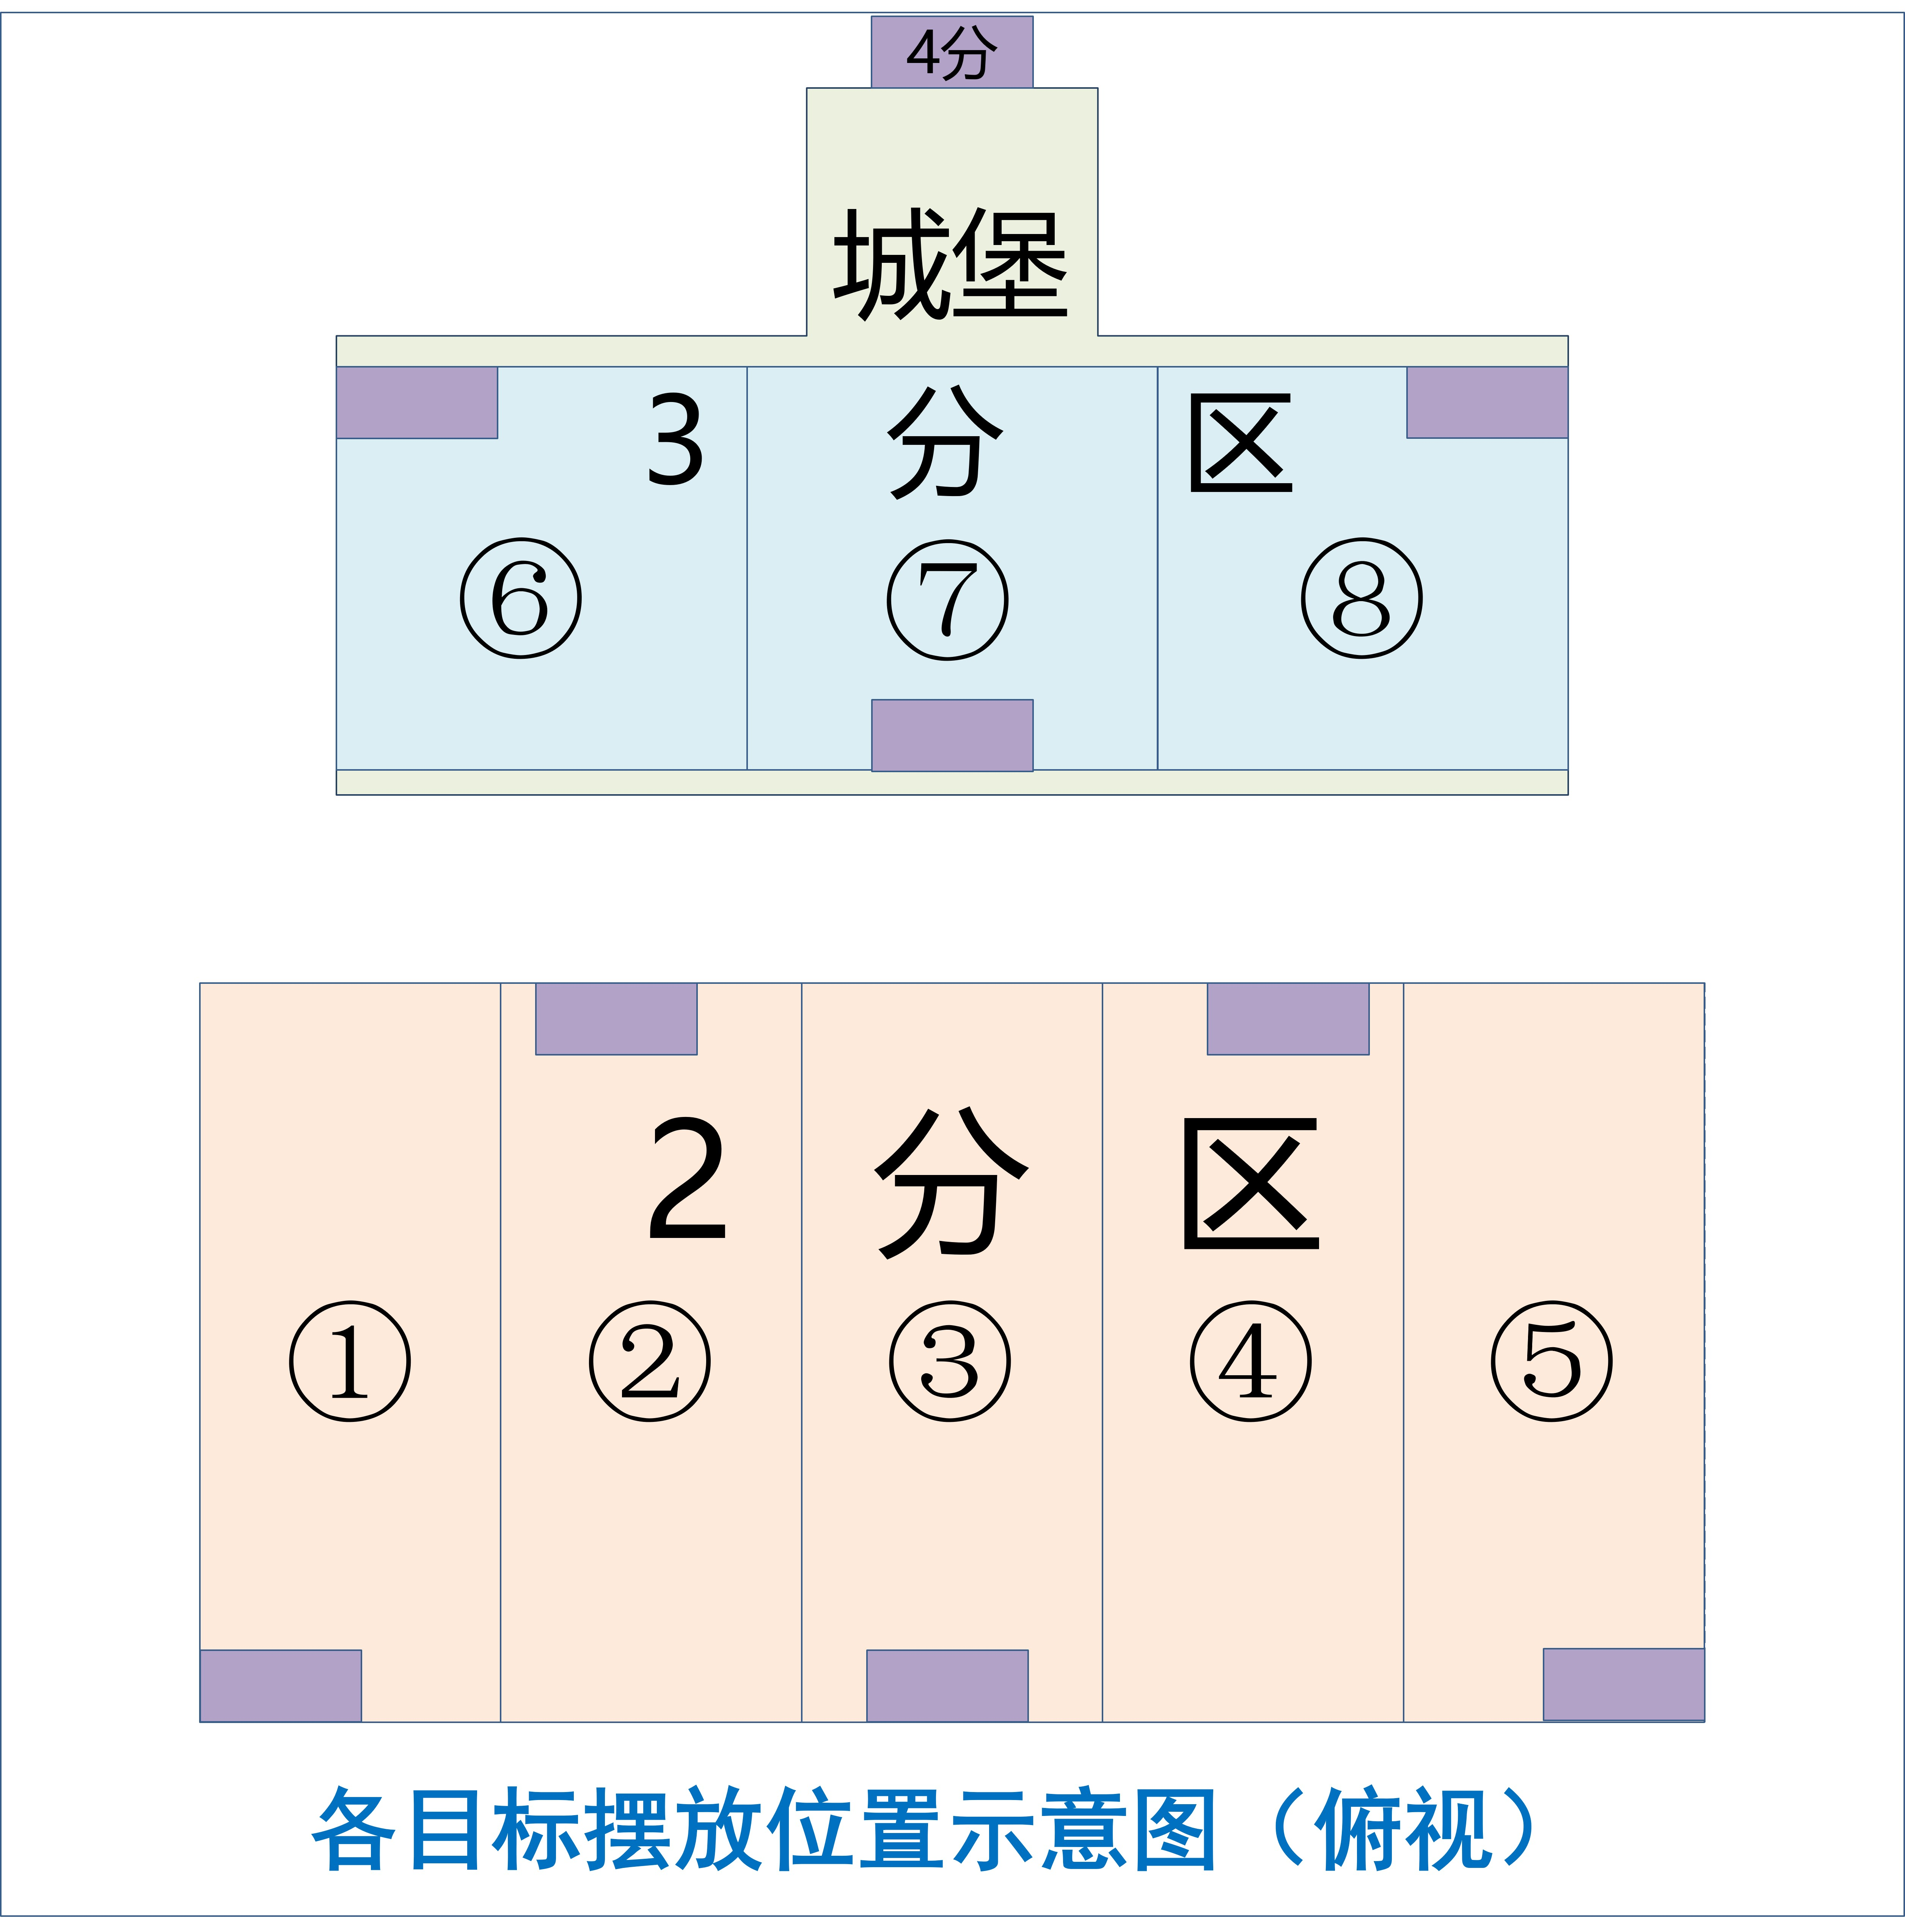 4分
城堡
3 分 区
⑥ ⑦ ⑧
2 分 区
① ② ③ ④ ⑤
各目标摆放位置示意图（俯视）